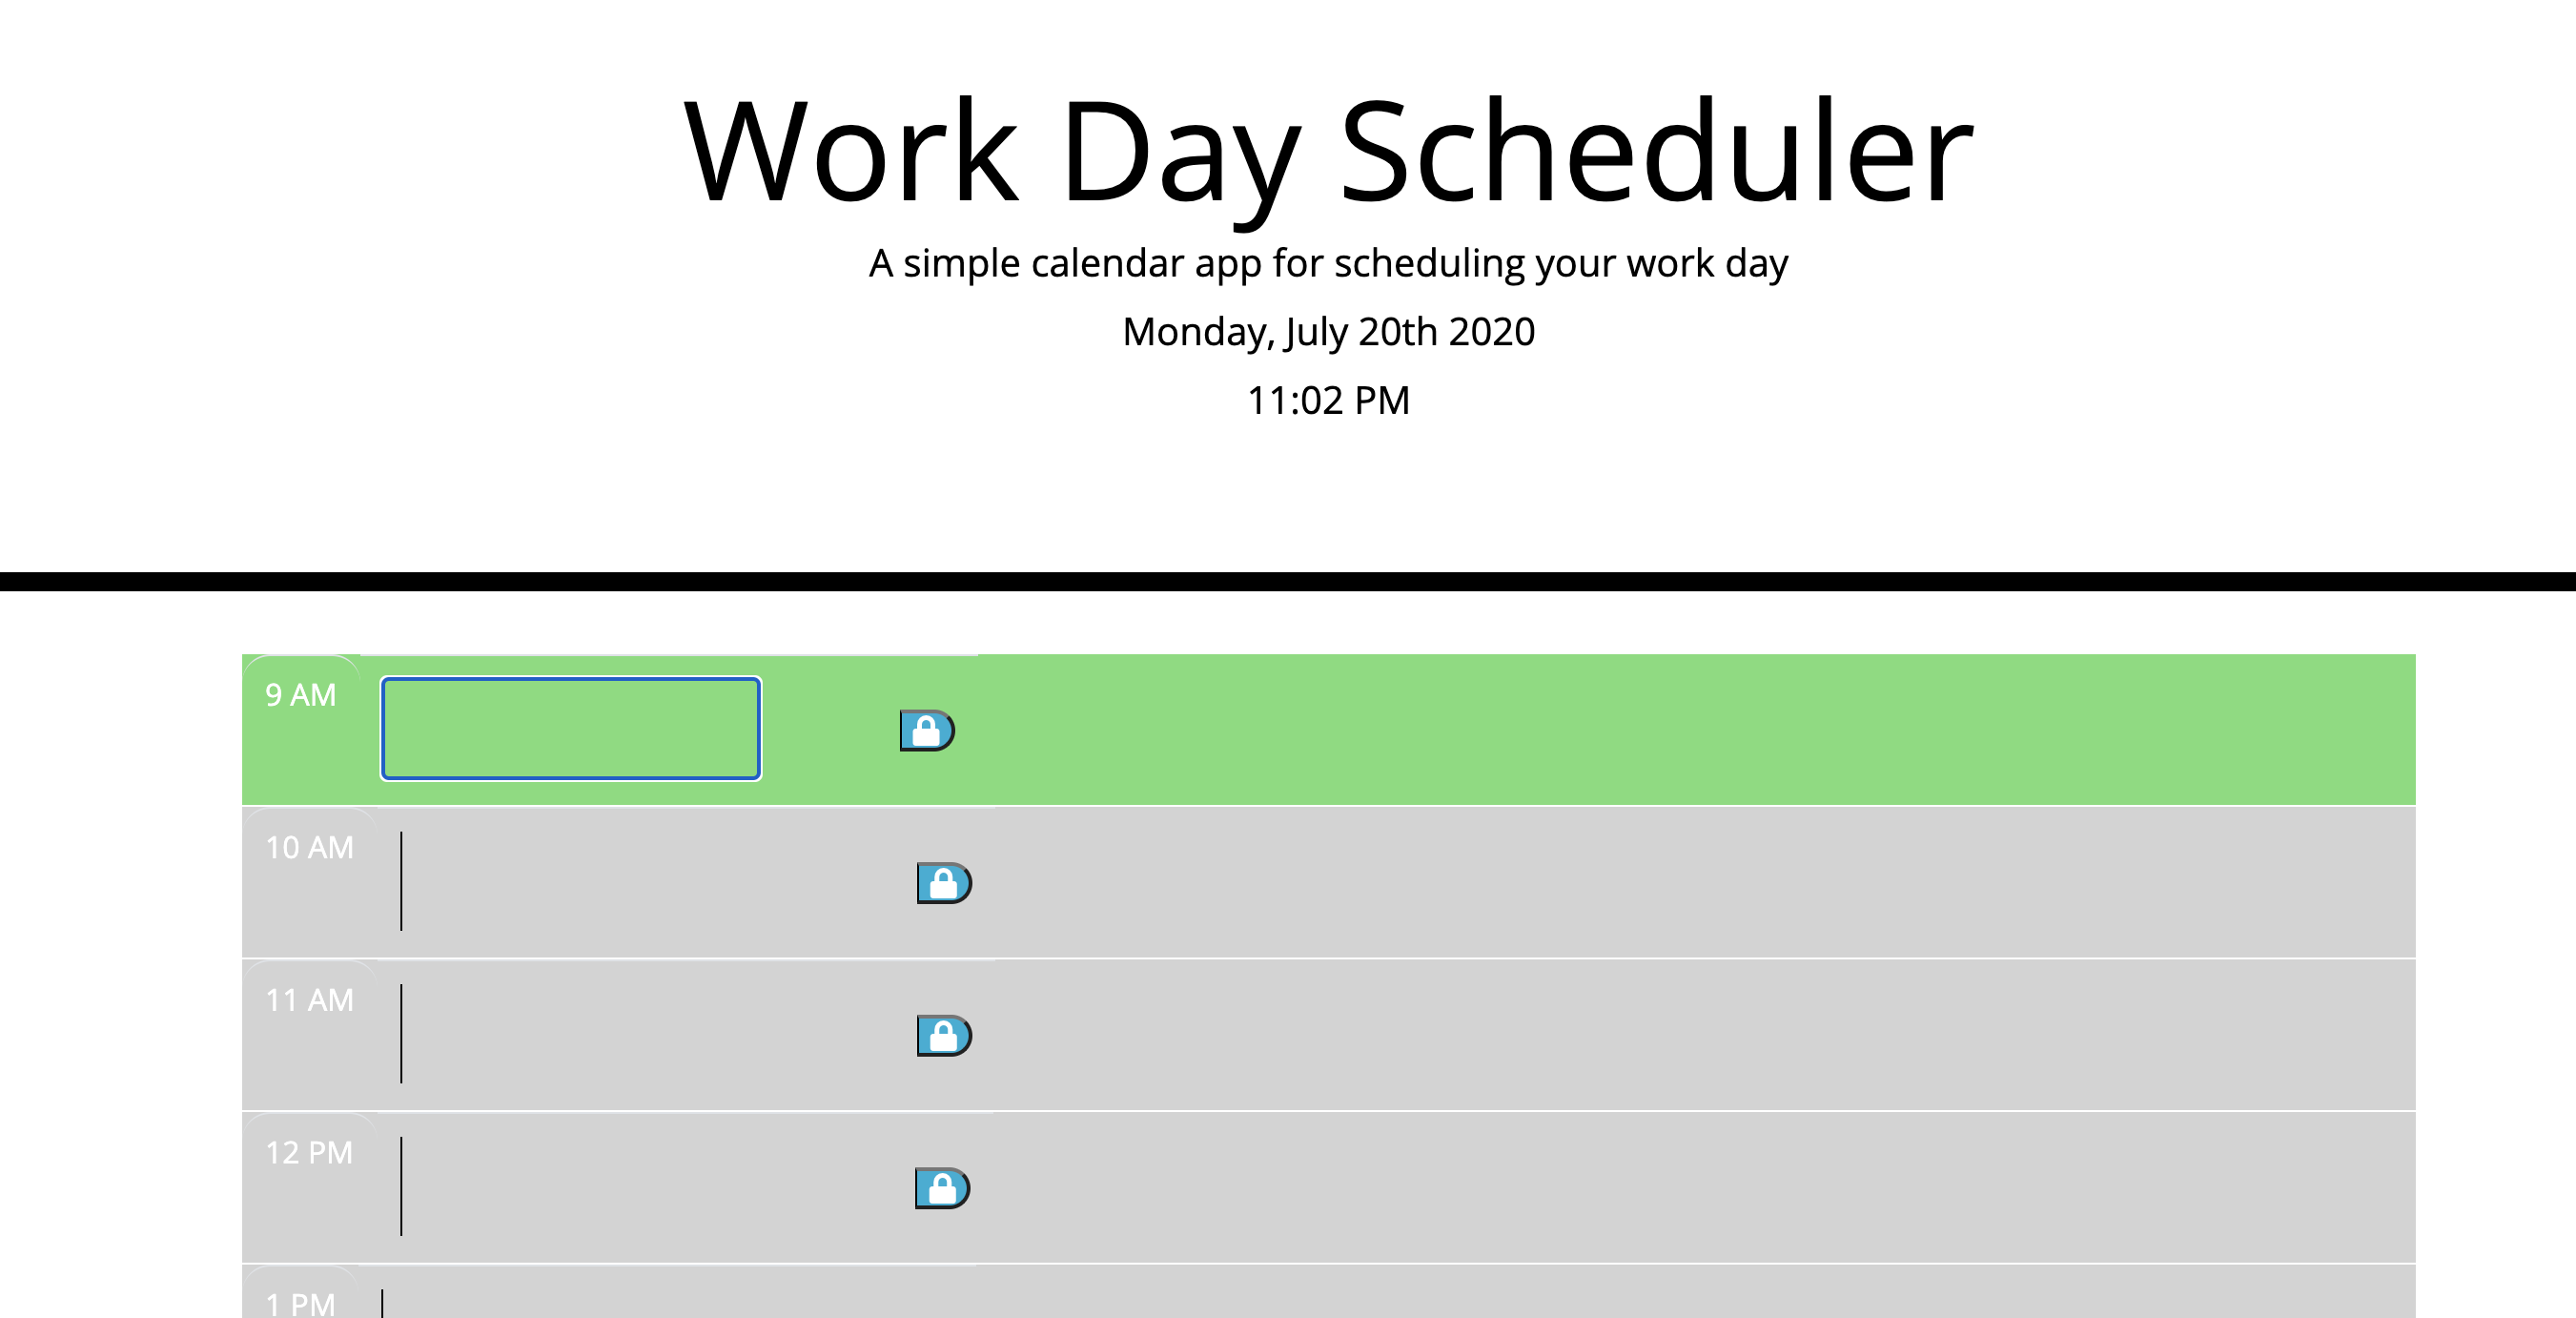 Work Day Scheduler
A simple calendar app for scheduling your work day
Monday, July 20th 2020
11:02 PM
9 AM
10 AM
11 AM
12 PM
1 PM